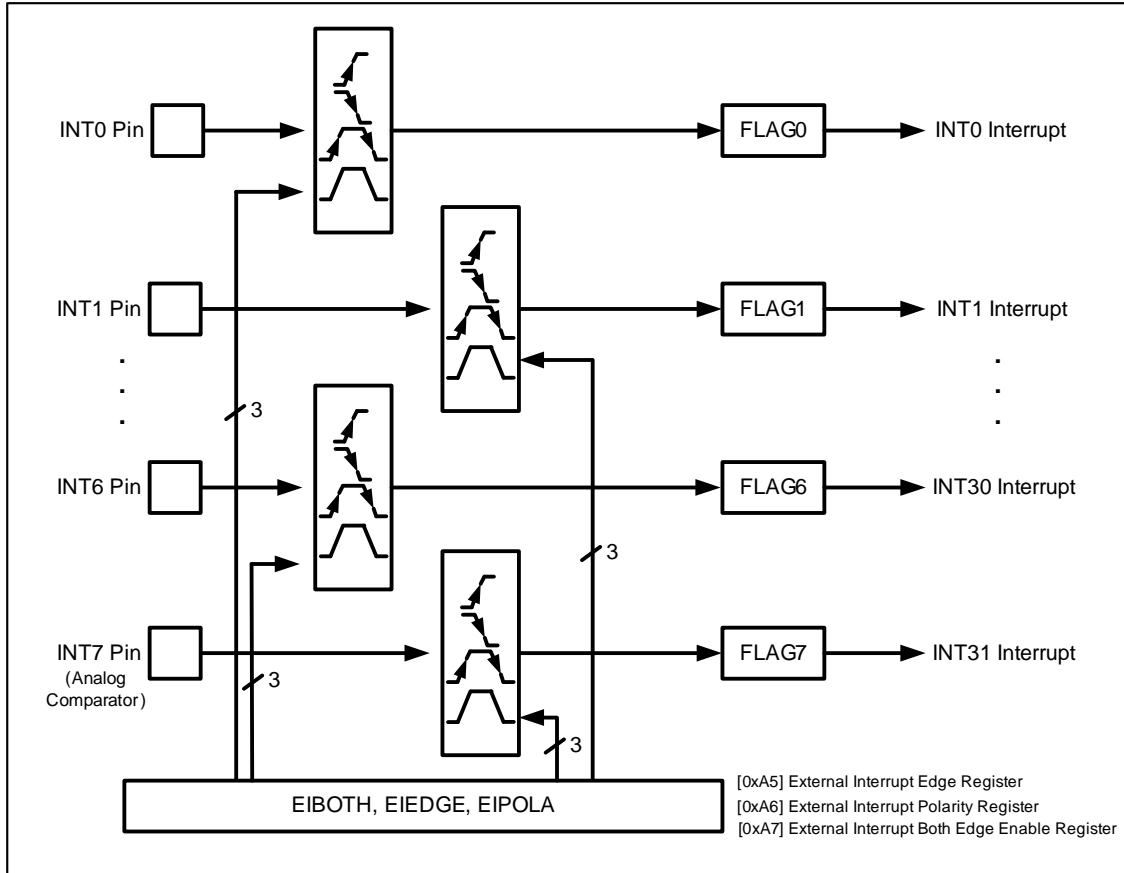 INT0 Pin
FLAG0
INT0 Interrupt
INT1 Pin
FLAG1
INT1 Interrupt
3
INT6 Pin
FLAG6
INT30 Interrupt
3
INT7 Pin
(Analog
Comparator)
FLAG7
INT31 Interrupt
3
3
EIBOTH, EIEDGE, EIPOLA
[0xA5] External Interrupt Edge Register
[0xA6] External Interrupt Polarity Register
[0xA7] External Interrupt Both Edge Enable Register